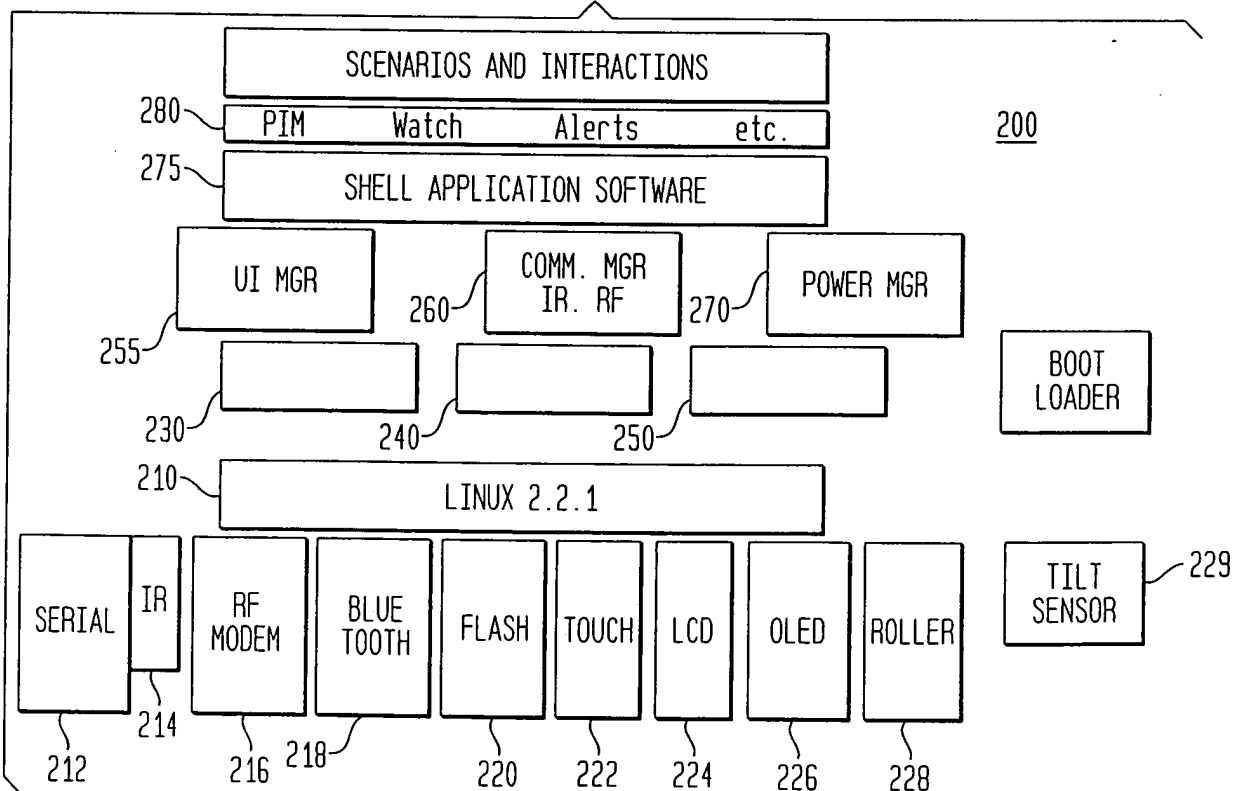 SCENARIOS AND INTERACTIONS
280
PIM Watch Alerts etc.
200
275
SHELL APPLICATION SOFTWARE
UI MGR
255
260
COMM. MGR
IR. RF
270
POWER MGR
230
240
250
BOOT
LOADER
210
LINUX 2.2.1
SERIAL
IR
RF
MODEM
BLUE
TOOTH
FLASH
TOUCH
LCD
OLED
ROLLER
TILT
SENSOR
229
212
214
216
218
220
222
224
226
228